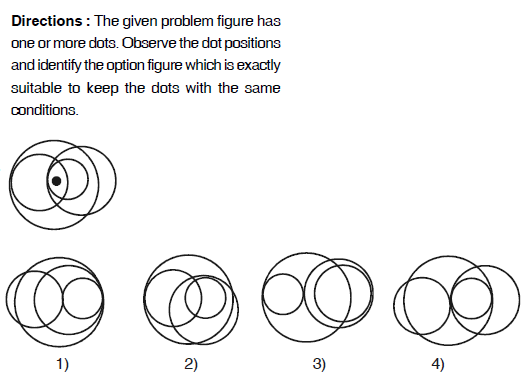 Directions : The given problem figure has
one or more dots. Observe the dot positions
and identify the option figure which is exactly
suitable to keep the dots with the same
conditions.
1) 2) 3) 4)